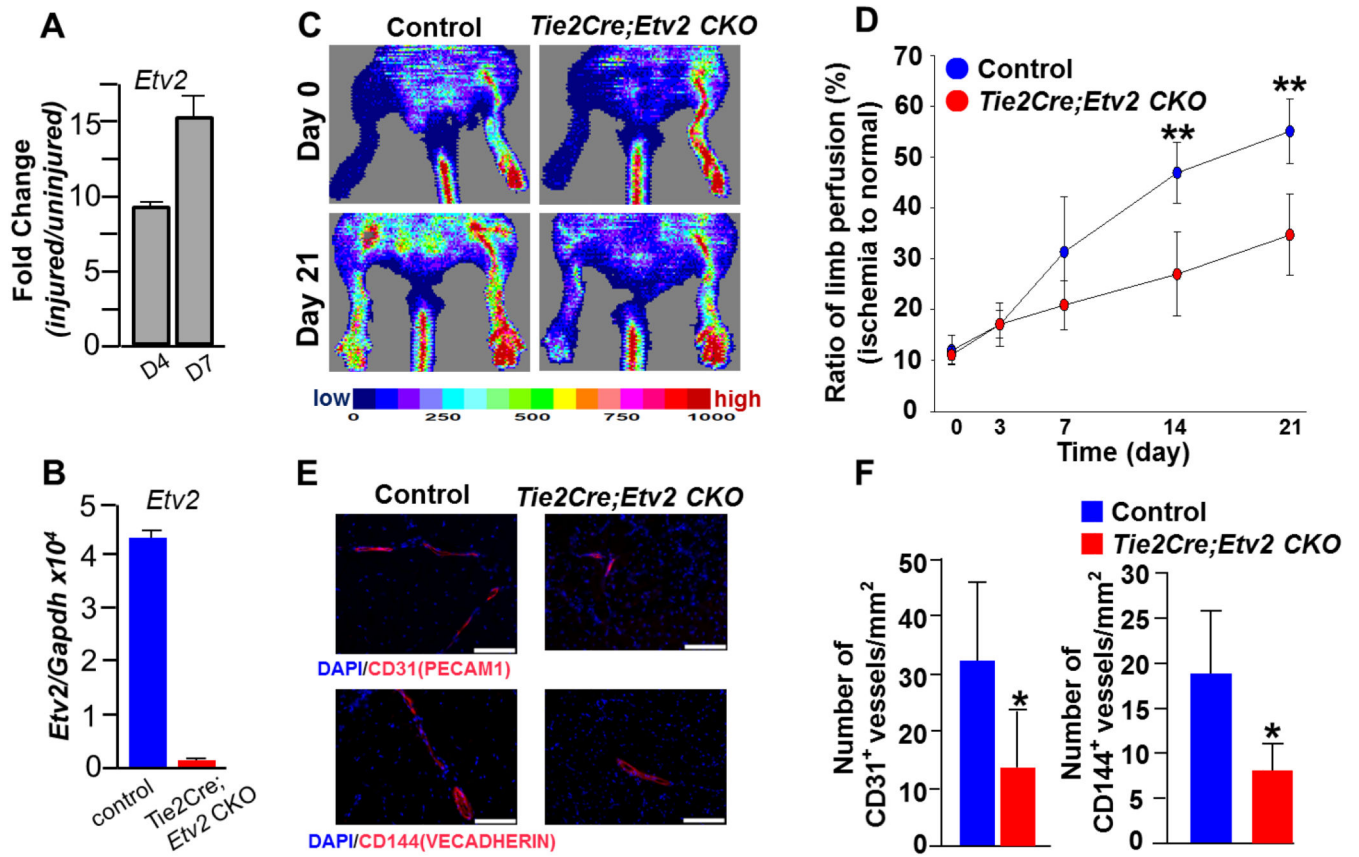 A
Etv2
Fold Change
(injured/uninjured)
15
10
5
0
D4
D7
B
Etv2
Etv2/Gapdh x10⁴
5
4
3
2
1
0
control
Tie2Cre;
Etv2 CKO
C
Control
Tie2Cre;Etv2 CKO
Day 0
Day 21
low
high
0 250 500 750 1000
D
Ratio of limb perfusion (%)
(ischemia to normal)
70
60
50
40
30
20
10
0
Control
Tie2Cre;Etv2 CKO
**
**
0 3 7 14 21
Time (day)
E
Control
Tie2Cre;Etv2 CKO
DAPI/CD31(PECAM1)
DAPI/CD144(VECADHERIN)
F
Control
Tie2Cre;Etv2 CKO
Number of
CD31⁺ vessels/mm²
50
40
30
20
10
0
*
Number of
CD144⁺ vessels/mm²
30
25
20
15
10
5
0
*